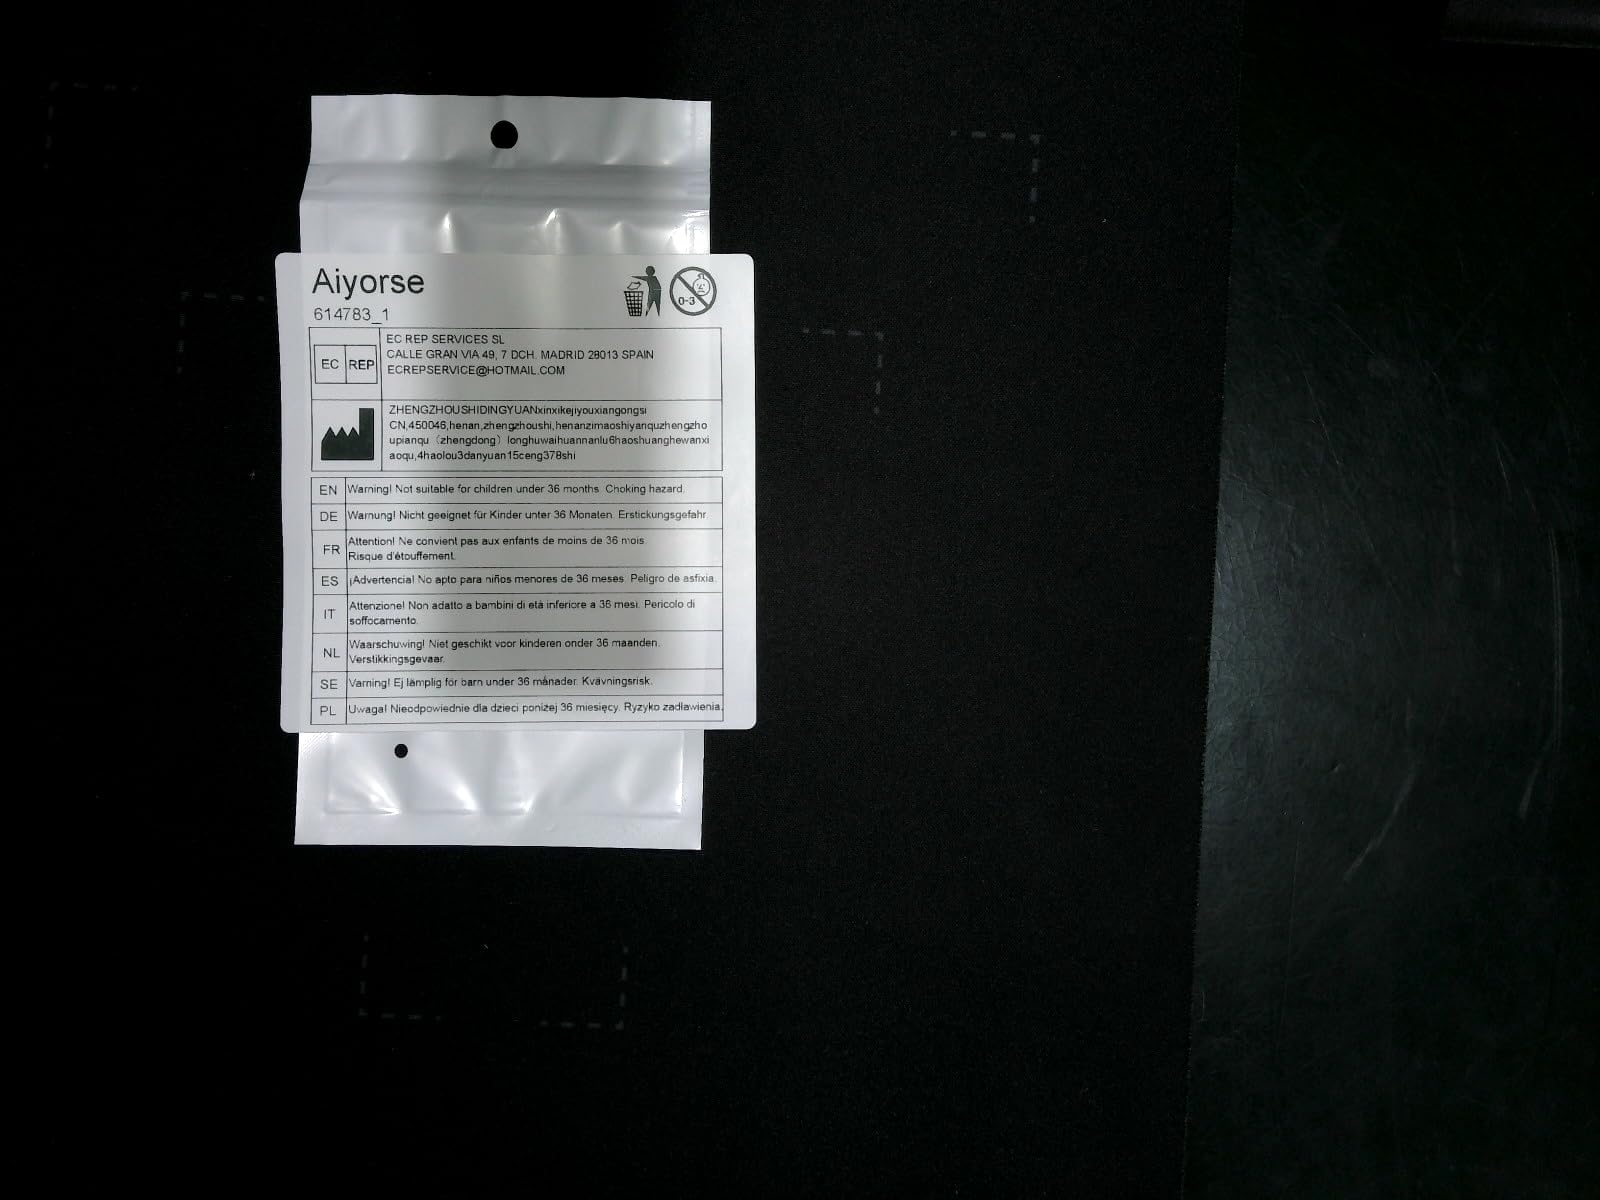 Aiyorse
614783_1
0-3
EC REP
EC REP SERVICES SL
CALLE GRAN VIA 49, 7 DCH. MADRID 28013 SPAIN
ECREPSERVICE@HOTMAIL.COM
ZHENGZHOUSHIDINGYUANxinxikejiyouxiangongsi
CN,450046,henan,zhengzhoushi,henanzimaoshiyanquzhengzho
upianqu（zhengdong）longhuwaihuannanlu6haoshuanghewanxi
aoqu,4haolou3danyuan15ceng378shi
EN Warning! Not suitable for children under 36 months. Choking hazard.
DE Warnung! Nicht geeignet für Kinder unter 36 Monaten. Erstickungsgefahr.
FR Attention! Ne convient pas aux enfants de moins de 36 mois.
Risque d'étouffement.
ES ¡Advertencia! No apto para niños menores de 36 meses. Peligro de asfixia.
IT Attenzione! Non adatto a bambini di età inferiore a 36 mesi. Pericolo di
soffocamento.
NL Waarschuwing! Niet geschikt voor kinderen onder 36 maanden.
Verstikkingsgevaar.
SE Varning! Ej lämplig för barn under 36 månader. Kvävningsrisk.
PL Uwaga! Nieodpowiednie dla dzieci poniżej 36 miesięcy. Ryzyko zadławienia.